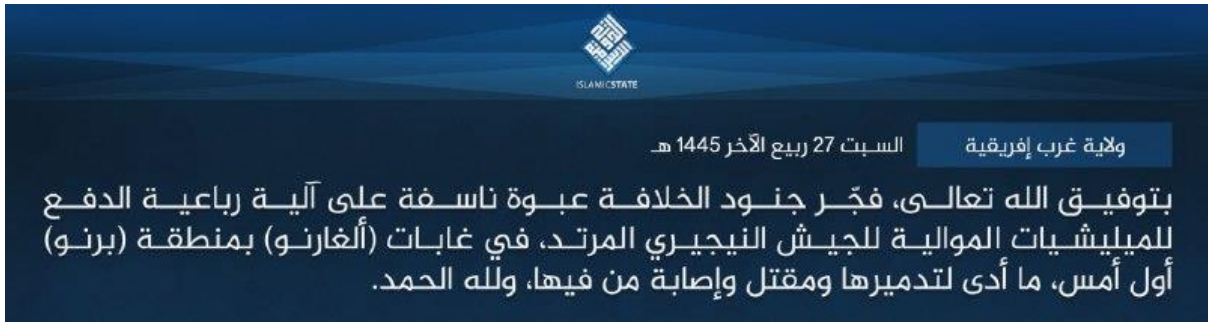 ISLAMICSTATE
ولاية غرب إفريقية
السبت 27 ربيع الآخر 1445 هـ
بتوفيق الله تعالى، فجّر جنود الخلافة عبوة ناسفة على آلية رباعية الدفع
للميليشيات الموالية للجيش النيجيري المرتد، في غابات (ألغارنو) بمنطقة (برنو)
أول أمس، ما أدى لتدميرها ومقتل وإصابة من فيها، ولله الحمد.